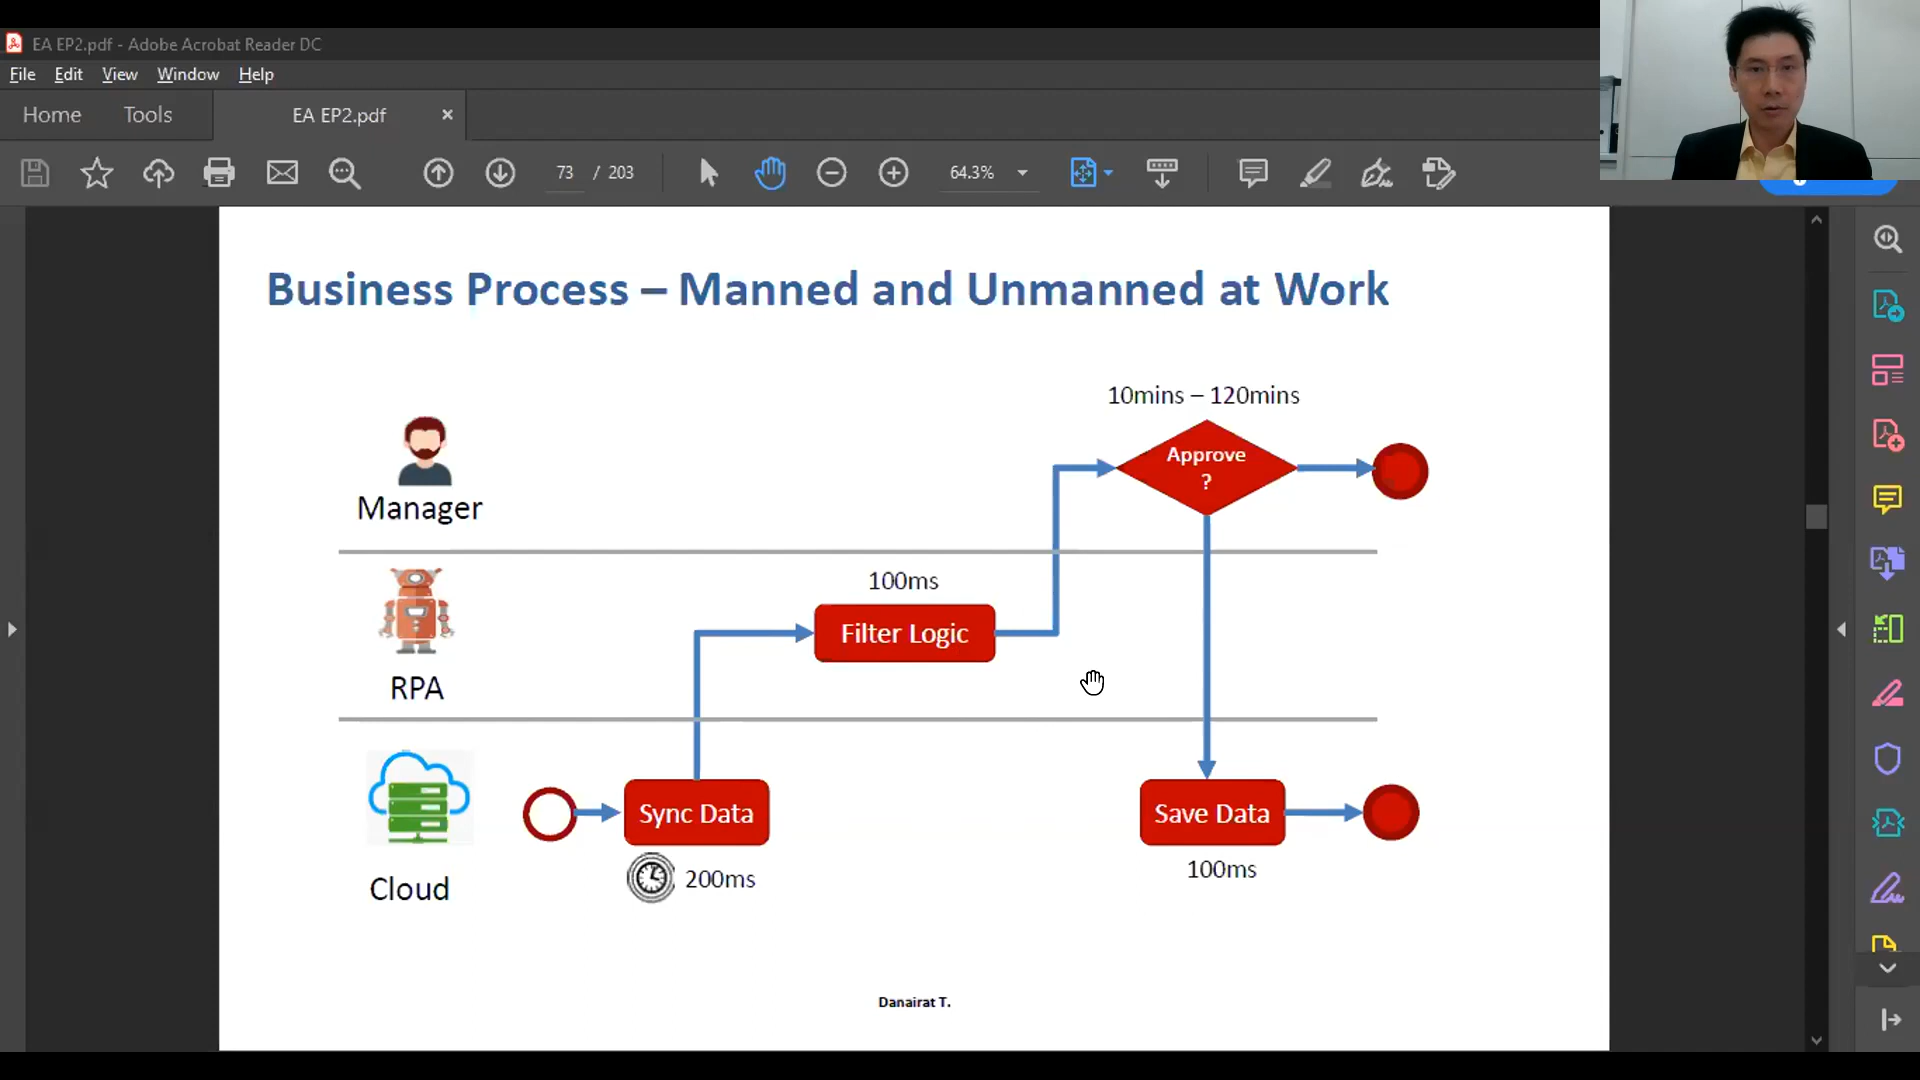 EA EP2.pdf - Adobe Acrobat Reader DC
File Edit View Window Help
Home Tools EA EP2.pdf ×
73 / 203 64.3%
Business Process – Manned and Unmanned at Work
10mins – 120mins
Approve
?
Manager
100ms
Filter Logic
RPA
Sync Data
Save Data
200ms
100ms
Cloud
Danairat T.